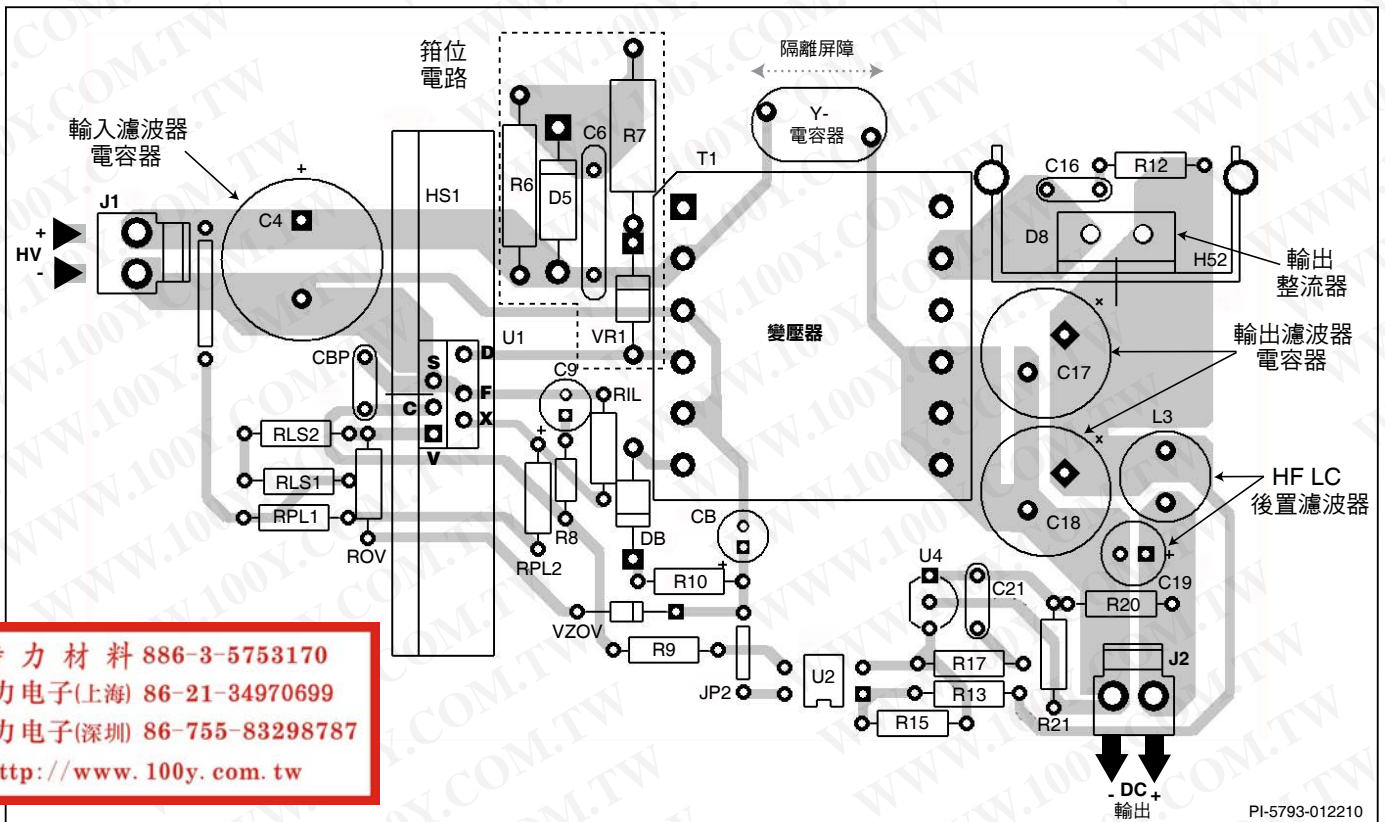 箝位
電路
隔離屏障
輸入濾波器
電容器
Y-
電容器
J1
+
HV
-
+
C4
HS1
R6
D5
C6
R7
T1
C16
R12
D8
H52
輸出
整流器
變壓器
輸出濾波器
電容器
U1
VR1
CBP
S
D
F
C
X
V
C9
RIL
C17
C18
L3
HF LC
後置濾波器
RLS2
RLS1
RPL1
ROV
+
RPL2
R8
DB
CB
+
R10
VZOV
R9
JP2
U2
U4
C21
R17
R13
R15
R20
R21
C19
+
J2
- DC +
輸出
PI-5793-012210
力 材 料 886-3-5753170
力电子(上海) 86-21-34970699
力电子(深圳) 86-755-83298787
ttp://www. 100y. com. tw
WWW.100Y.COM.TW